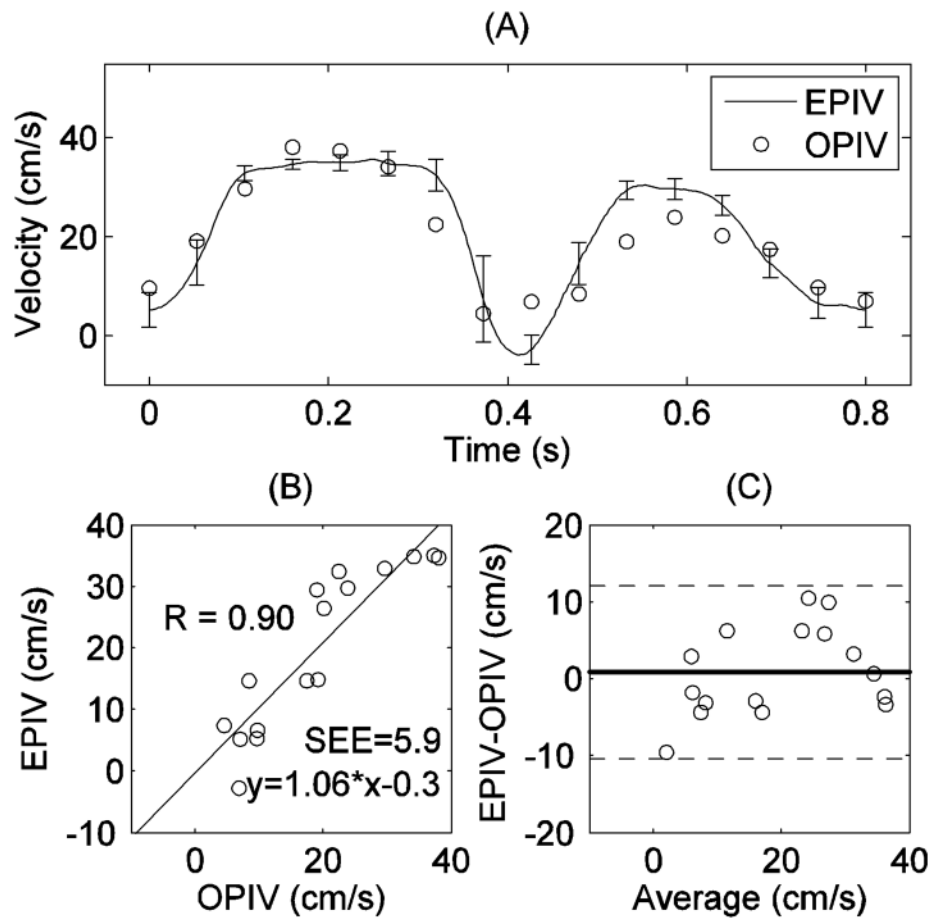 (A)
Velocity (cm/s)
40
20
0
EPIV
OPIV
0
0.2
0.4
0.6
0.8
Time (s)
(B)
EPIV (cm/s)
40
30
20
10
0
-10
R = 0.90
SEE=5.9
y=1.06*x-0.3
0
20
40
OPIV (cm/s)
(C)
EPIV-OPIV (cm/s)
20
10
0
-10
-20
0
20
40
Average (cm/s)